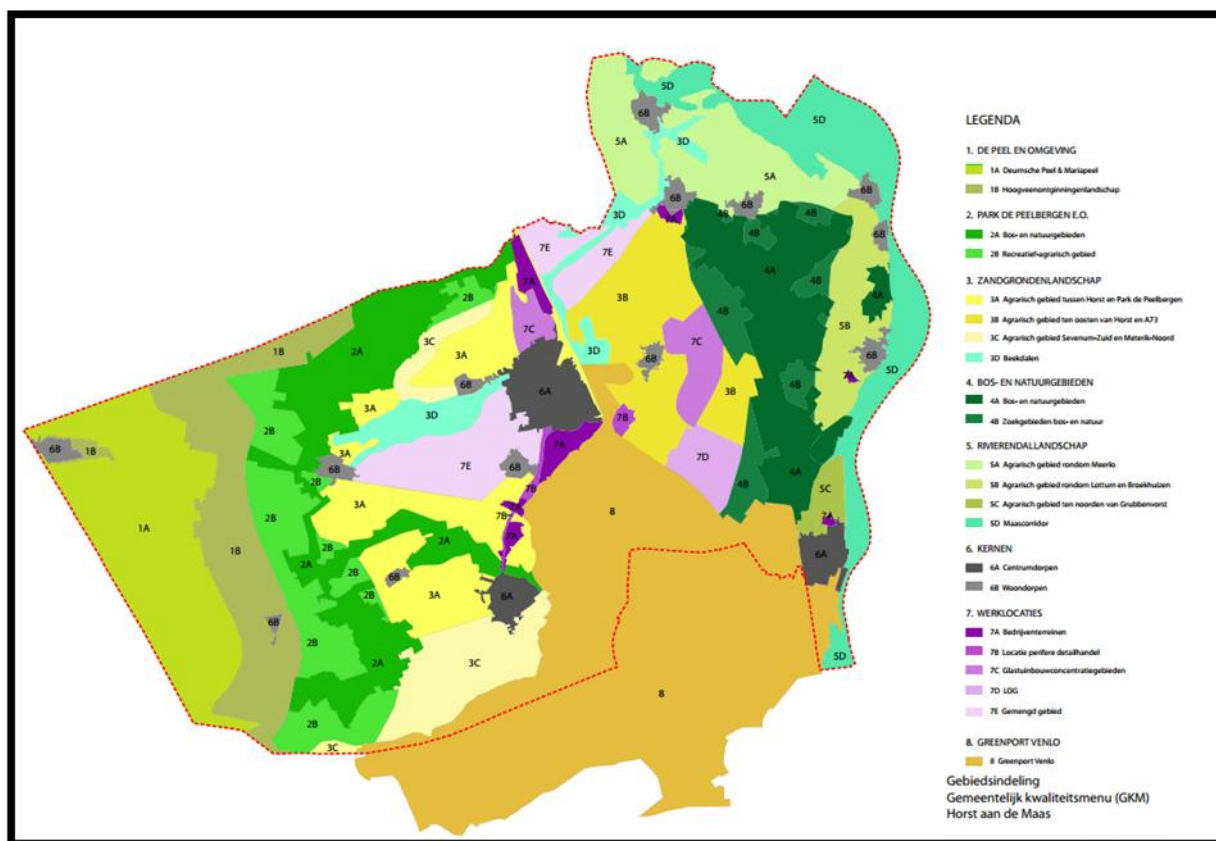 5D
6B
5D
5A
3D
5A
6B
6B
6B
3D
4B
4B
7A
4B
6B
7E
7E
4A
7A
4B
4A
2B
3B
5B
7C
4B
7C
3C
1B
2A
3A
3D
6B
6B
5D
7A
6B
4B
6A
3B
3A
3D
7B
2B
6B
1B
3A
7A
6B
7E
6B
7D
4A
2B
4B
5C
7B
3A
7A
7B
7A
8
1A
2B
7A
2A
1B
2B
6A
2A
2B
6B
2B
3A
6A
6B
2B
2A
3C
5D
8
2B
3C
LEGENDA
1. DE PEEL EN OMGEVING
1A Deurnsche Peel & Mariapeel
1B Hoogveenontginningenlandschap
2. PARK DE PEELBERGEN E.O.
2A Bos- en natuurgebieden
2B Recreatief-agrarisch gebied
3. ZANDGRONDENLANDSCHAP
3A Agrarisch gebied tussen Horst en Park de Peelbergen
3B Agrarisch gebied ten oosten van Horst en A73
3C Agrarisch gebied Sevenum-Zuid en Meterik-Noord
3D Beekdalen
4. BOS- EN NATUURGEBIEDEN
4A Bos- en natuurgebieden
4B Zoekgebieden bos- en natuur
5. RIVIERENDALLANDSCHAP
5A Agrarisch gebied rondom Meerlo
5B Agrarisch gebied rondom Lottum en Broekhuizen
5C Agrarisch gebied ten noorden van Grubbenvorst
5D Maascorridor
6. KERNEN
6A Centrumdorpen
6B Woondorpen
7. WERKLOCATIES
7A Bedrijventerreinen
7B Locatie perifere detailhandel
7C Glastuinbouwconcentratiegebieden
7D LOG
7E Gemengd gebied
8. GREENPORT VENLO
8 Greenport Venlo
Gebiedsindeling
Gemeentelijk kwaliteitsmenu (GKM)
Horst aan de Maas